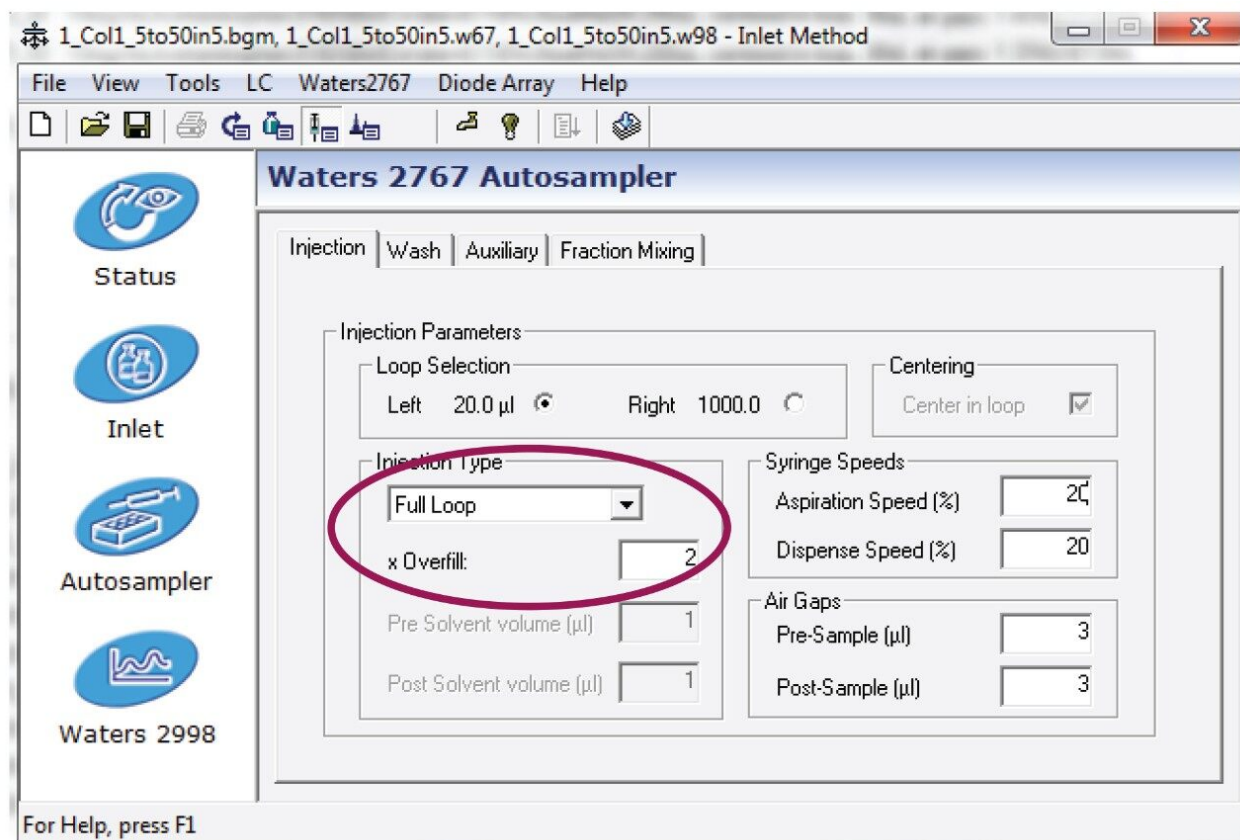 1_Col1_5to50in5.bgm, 1_Col1_5to50in5.w67, 1_Col1_5to50in5.w98 - Inlet Method
File View Tools LC Waters2767 Diode Array Help
Waters 2767 Autosampler
Status
Inlet
Autosampler
Waters 2998
Injection Wash Auxiliary Fraction Mixing
Injection Parameters
Loop Selection
Left 20.0 µl Right 1000.0
Centering
Center in loop
Injection Type
Full Loop
x Overfill: 2
Pre Solvent volume (µl) 1
Post Solvent volume (µl) 1
Syringe Speeds
Aspiration Speed (%) 20
Dispense Speed (%) 20
Air Gaps
Pre-Sample (µl) 3
Post-Sample (µl) 3
For Help, press F1